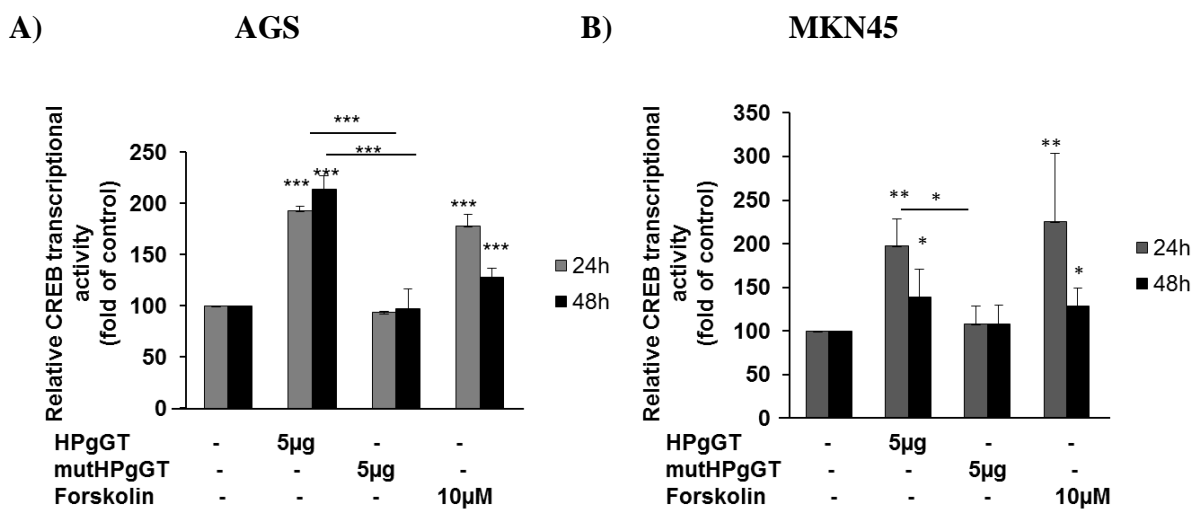 A) AGS
Relative CREB transcriptional
activity
(fold of control)
250
200
150
100
50
0
***
***
*** ***
***
***
24h
48h
HPgGT - 5µg - -
mutHPgGT - - 5µg -
Forskolin - - - 10µM
B) MKN45
Relative CREB transcriptional
activity
(fold of control)
350
300
250
200
150
100
50
0
**
*
*
**
*
24h
48h
HPgGT - 5µg - -
mutHPgGT - - 5µg -
Forskolin - - - 10µM